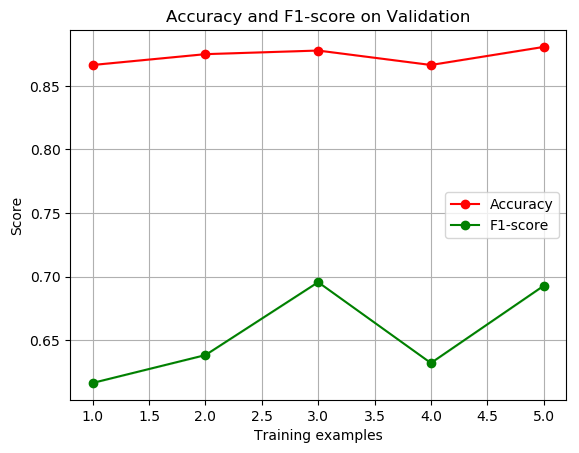 Accuracy and F1-score on Validation
0.85
0.80
0.75
0.70
0.65
Score
Accuracy
F1-score
1.0 1.5 2.0 2.5 3.0 3.5 4.0 4.5 5.0
Training examples